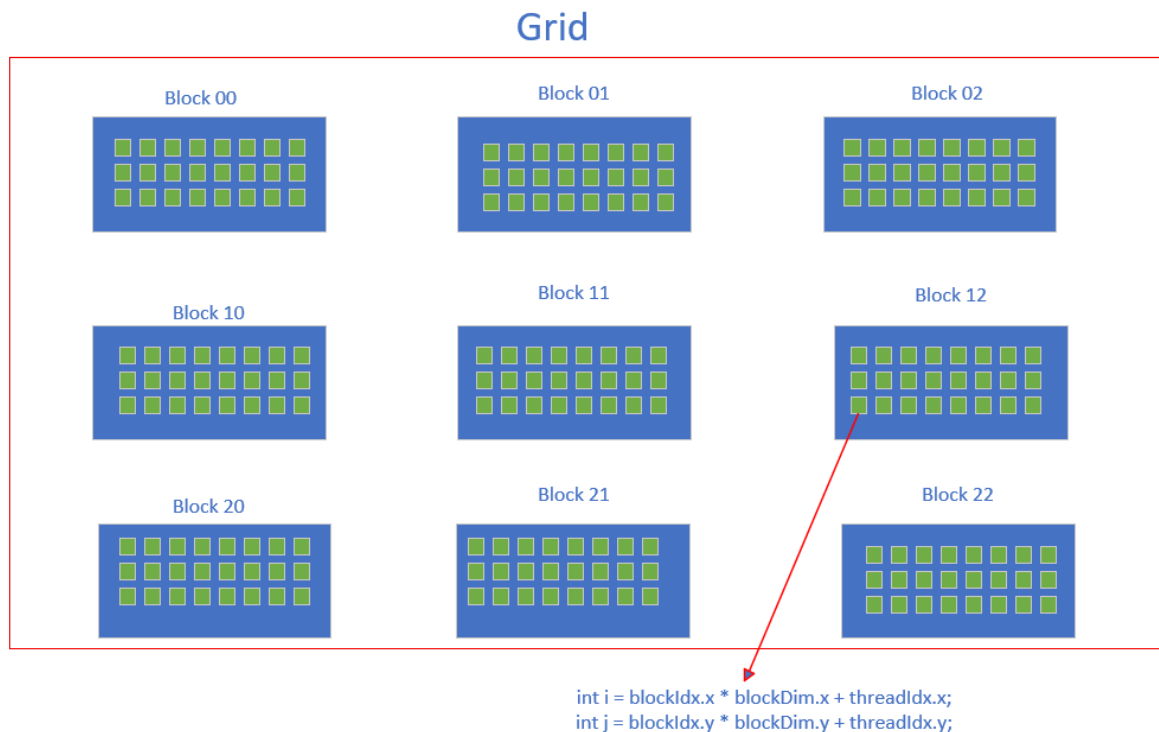 Grid
Block 00
Block 01
Block 02
Block 10
Block 11
Block 12
Block 20
Block 21
Block 22
int i = blockIdx.x * blockDim.x + threadIdx.x;
int j = blockIdx.y * blockDim.y + threadIdx.y;